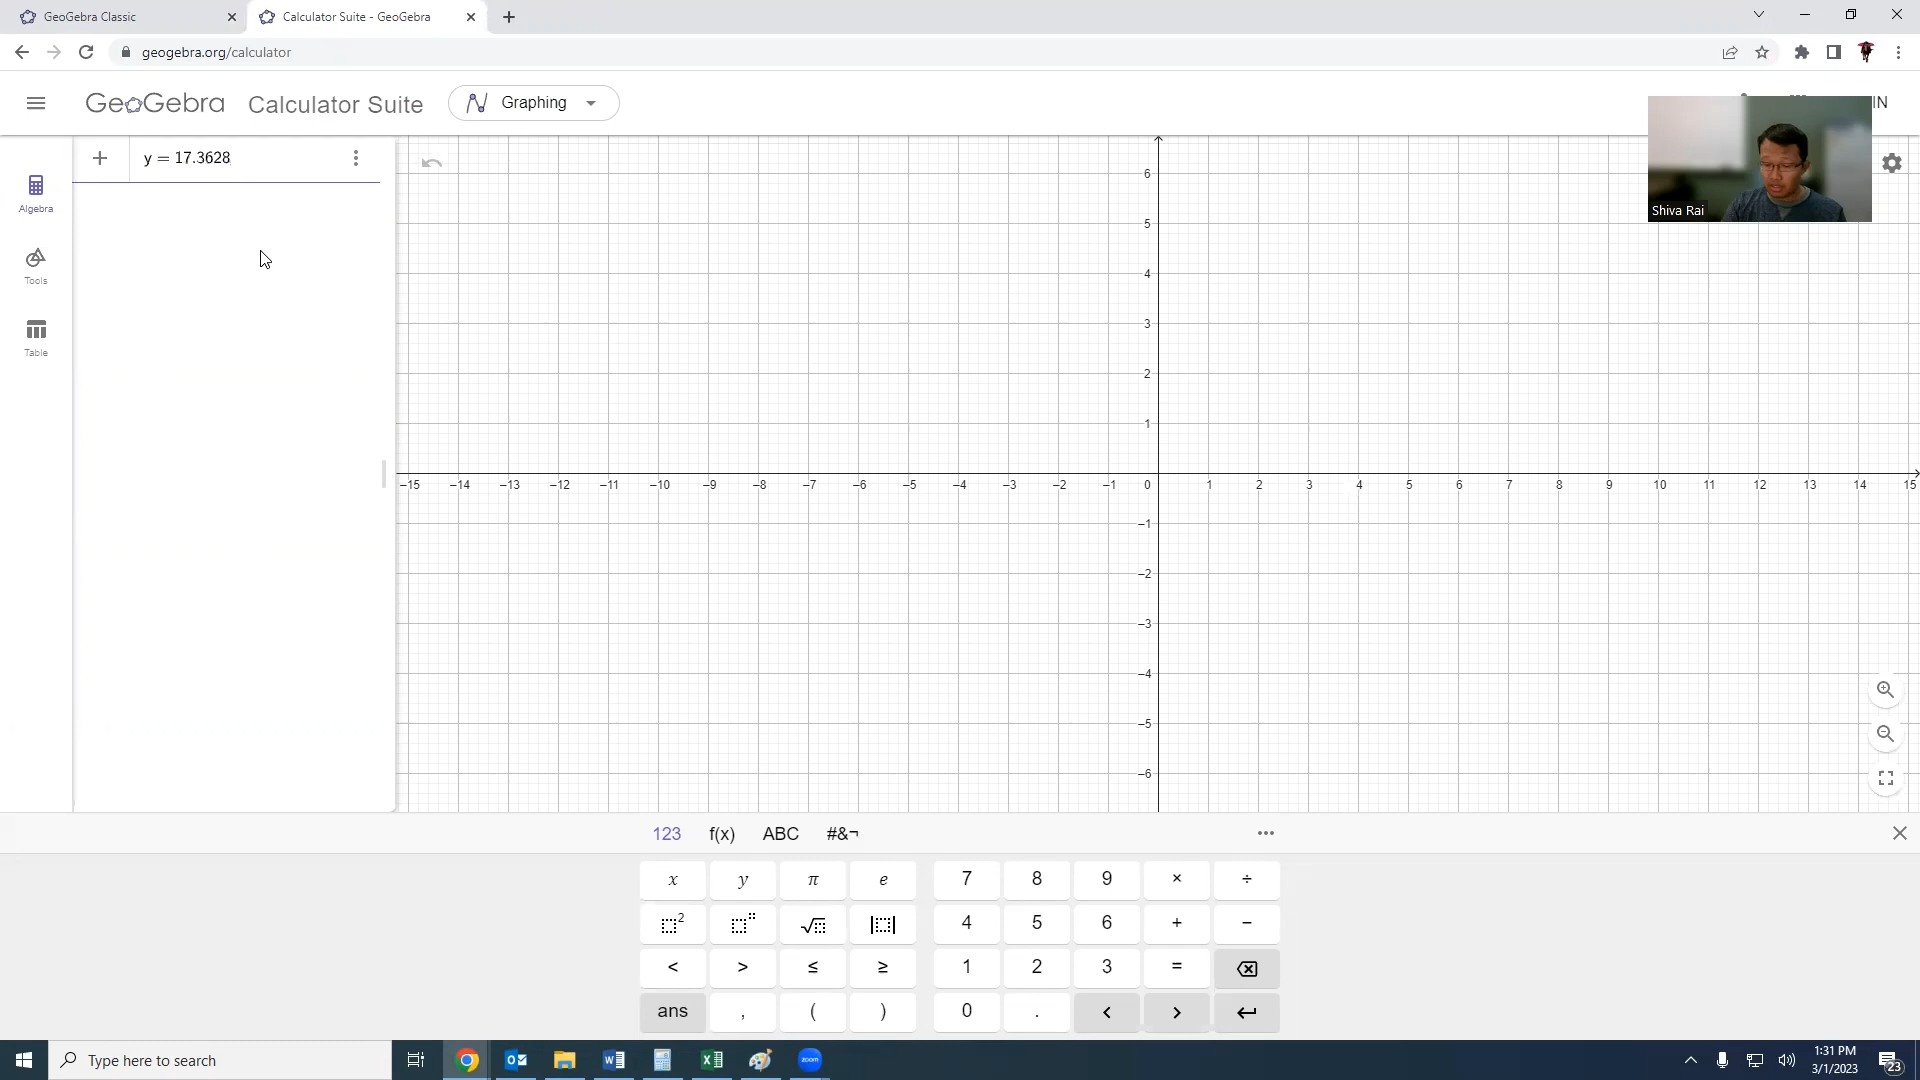 GeoGebra Classic
Calculator Suite - GeoGebra
geogebra.org/calculator
GeoGebra Calculator Suite
Graphing
IN
y = 17.3628
Algebra
Tools
Table
Shiva Rai
6
5
4
3
2
1
−15 −14 −13 −12 −11 −10 −9 −8 −7 −6 −5 −4 −3 −2 −1 0 1 2 3 4 5 6 7 8 9 10 11 12 13 14 15
−1
−2
−3
−4
−5
−6
123 f(x) ABC #&¬
x y π e 7 8 9 × ÷
2 √ 4 5 6 + −
< > ≤ ≥ 1 2 3 =
ans , ( ) 0 . < >
Type here to search
zoom
1:31 PM
3/1/2023
23